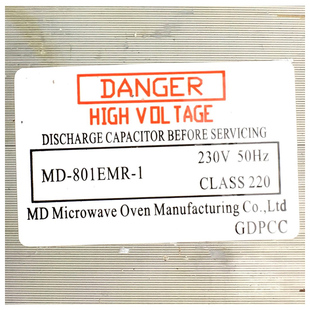 DANGER
HIGH VOLTAGE
DISCHARGE CAPACITOR BEFORE SERVICING
MD-801EMR-1
230V 50Hz
CLASS 220
MD Microwave Oven Manufacturing Co.,Ltd
GDPCC